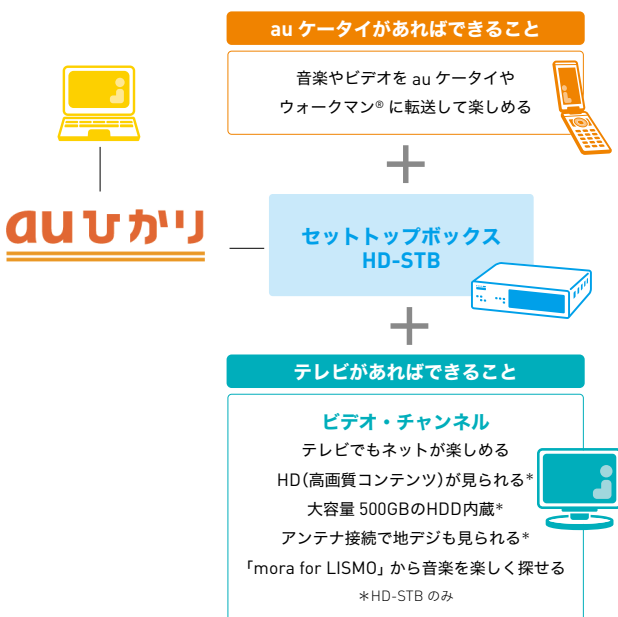 au ケータイがあればできること
音楽やビデオを au ケータイや
ウォークマン® に転送して楽しめる
auひかり
セットトップボックス
HD-STB
テレビがあればできること
ビデオ・チャンネル
テレビでもネットが楽しめる
HD(高画質コンテンツ)が見られる*
大容量 500GBのHDD内蔵*
アンテナ接続で地デジも見られる*
「mora for LISMO」から音楽を楽しく探せる
*HD-STB のみ